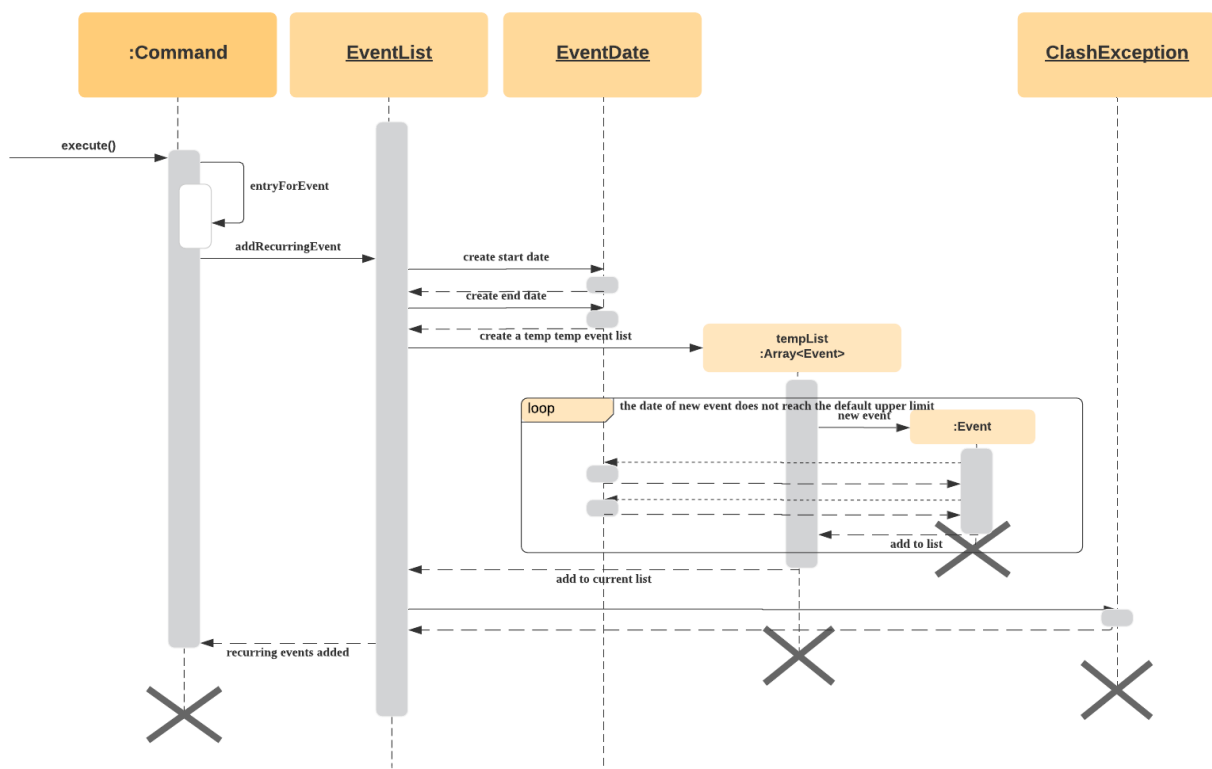 :Command
EventList
EventDate
ClashException
execute()
entryForEvent
addRecurringEvent
create start date
create end date
create a temp temp event list
tempList
:Array<Event>
loop
the date of new event does not reach the default upper limit
new event
:Event
add to list
add to current list
recurring events added